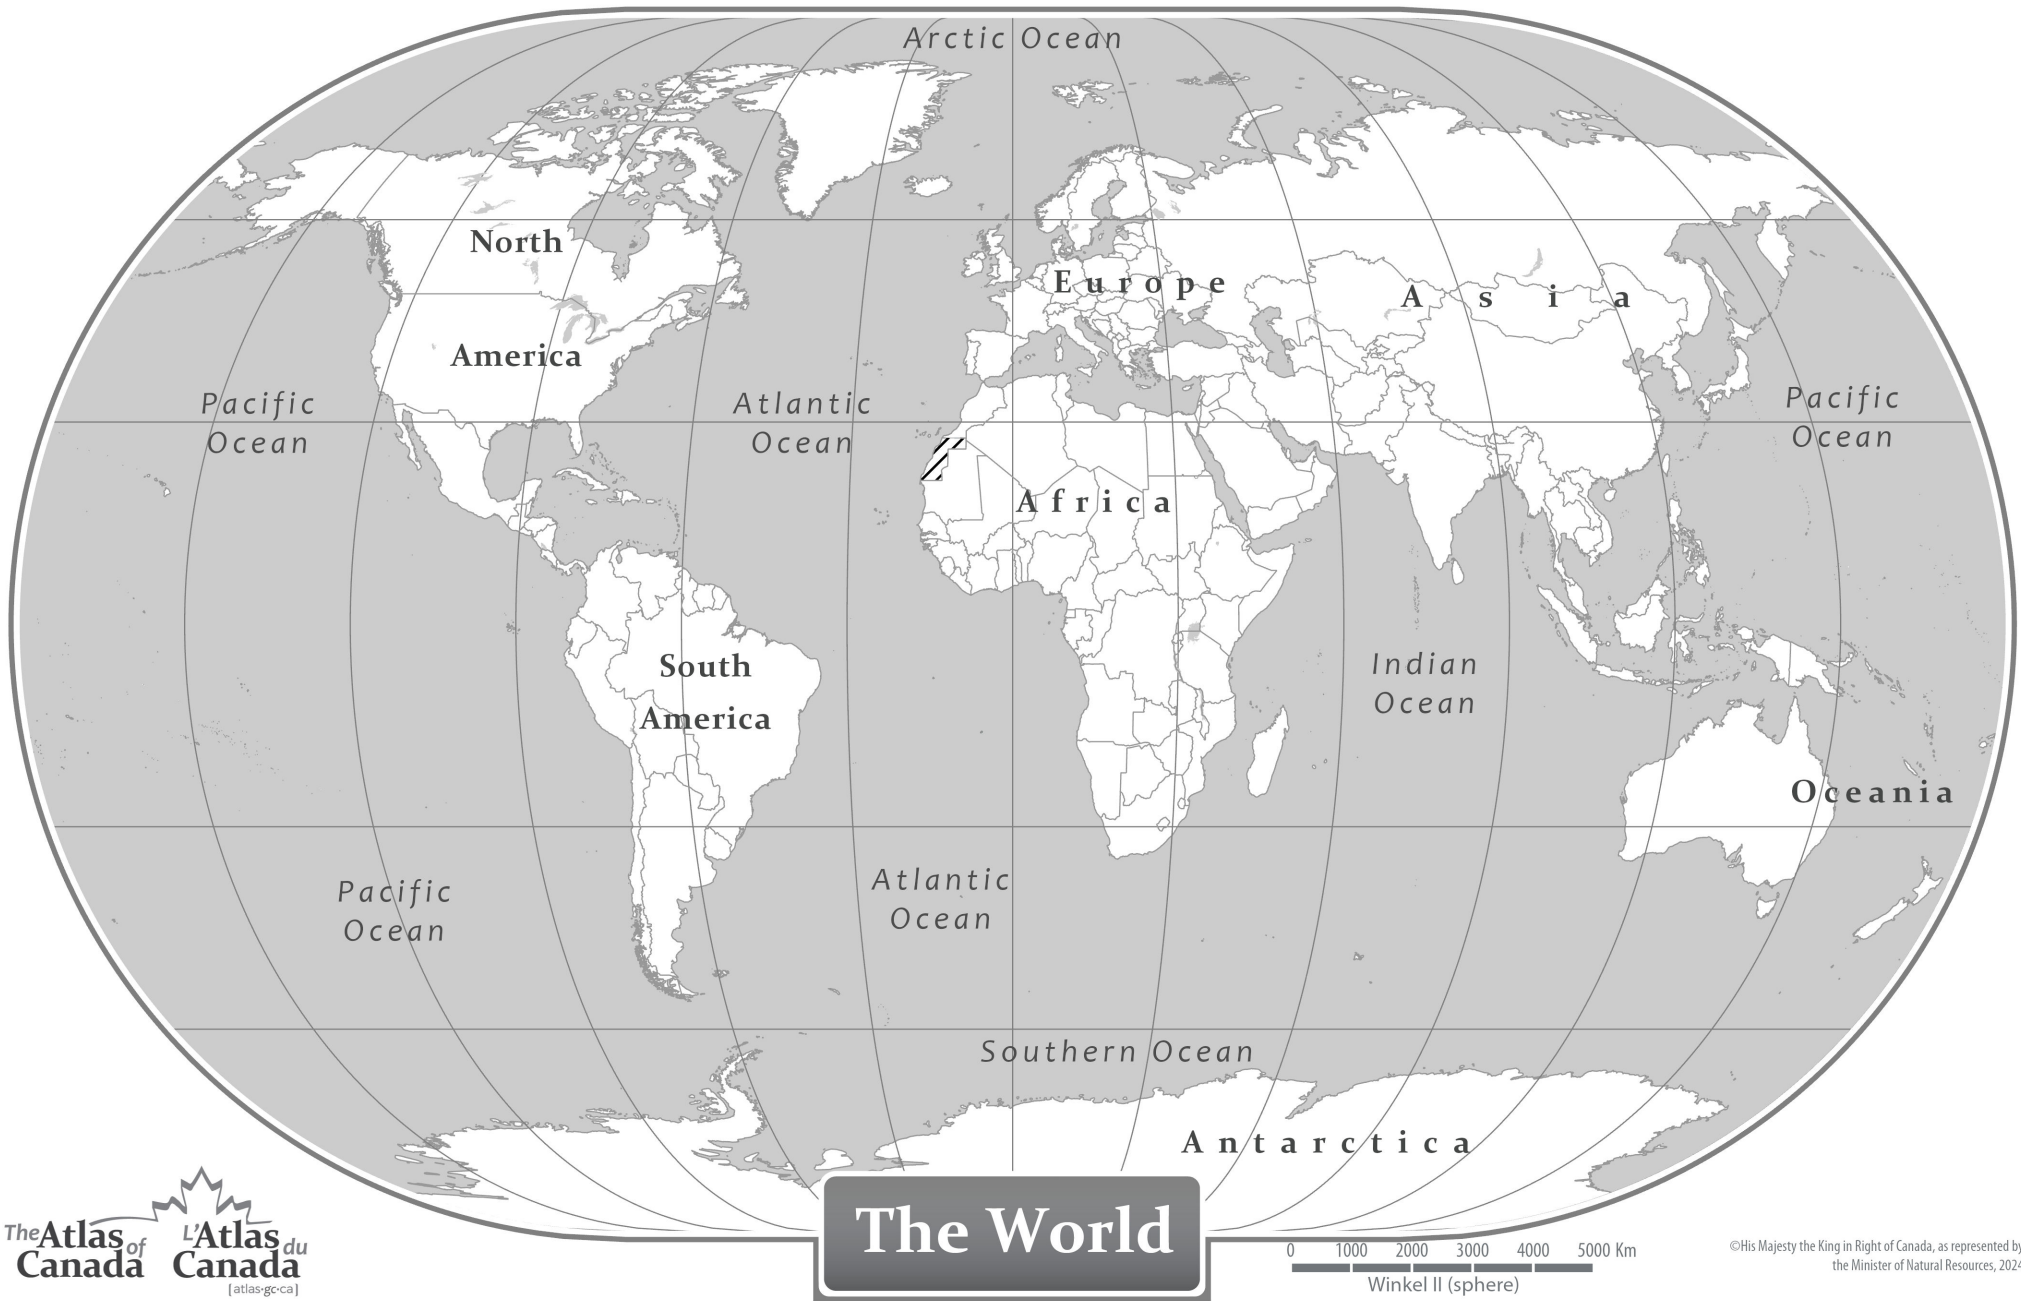 Arctic Ocean
North
America
Europe
Asia
Pacific
Ocean
Atlantic
Ocean
Pacific
Ocean
Africa
South
America
Indian
Ocean
Oceania
Pacific
Ocean
Atlantic
Ocean
Southern Ocean
Antarctica
The World
The Atlas of
Canada
L'Atlas du
Canada
[atlas•gc•ca]
0 1000 2000 3000 4000 5000 Km
Winkel II (sphere)
©His Majesty the King in Right of Canada, as represented by
the Minister of Natural Resources, 2024